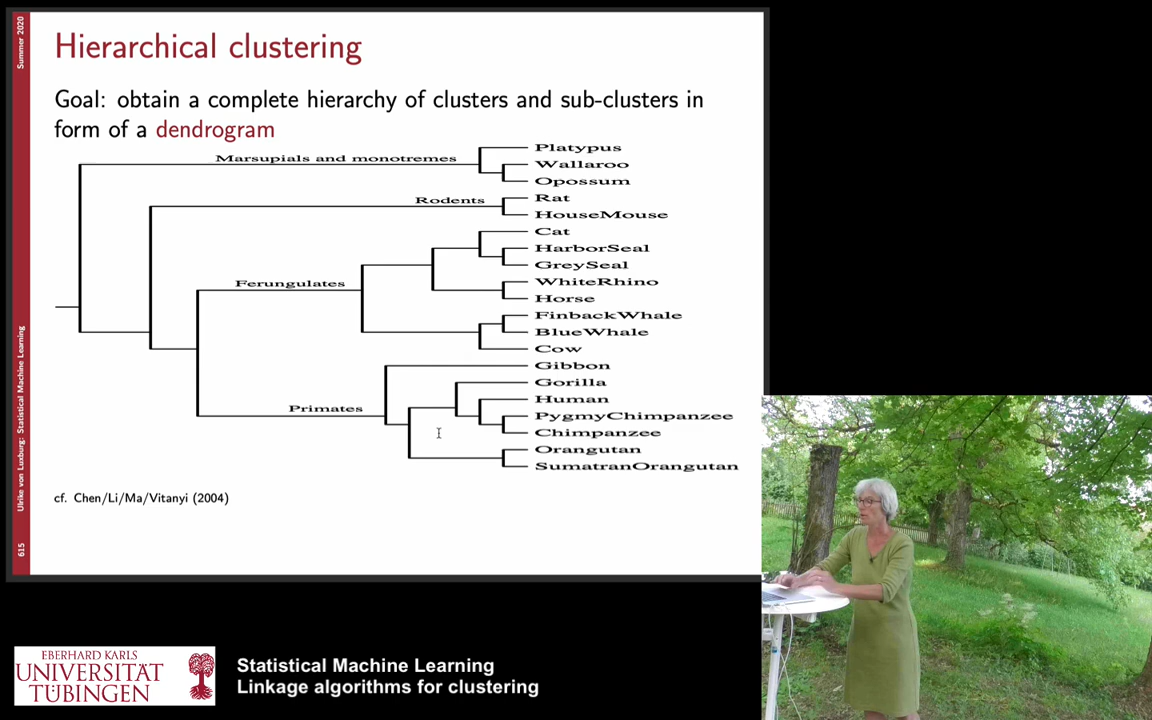 Hierarchical clustering
Goal: obtain a complete hierarchy of clusters and sub-clusters in
form of a dendrogram
Marsupials and monotremes
Platypus
Wallaroo
Opossum
Rodents
Rat
HouseMouse
Cat
HarborSeal
GreySeal
Ferungulates
WhiteRhino
Horse
FinbackWhale
BlueWhale
Cow
Gibbon
Gorilla
Human
Primates
PygmyChimpanzee
Chimpanzee
Orangutan
SumatranOrangutan
cf. Chen/Li/Ma/Vitanyi (2004)
Summer 2020
Ulrike von Luxburg: Statistical Machine Learning
615
EBERHARD KARLS
UNIVERSITÄT
TÜBINGEN
Statistical Machine Learning
Linkage algorithms for clustering